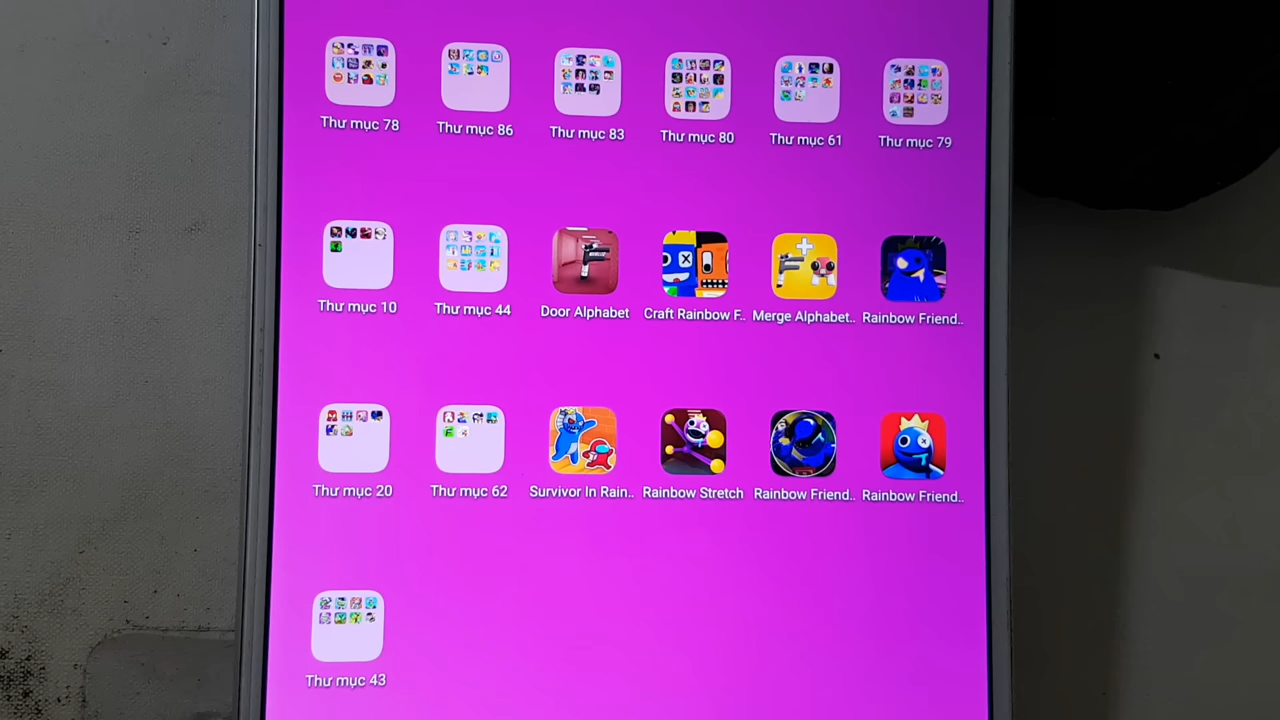 Thư mục 78
Thư mục 86
Thư mục 83
Thư mục 80
Thư mục 61
Thư mục 79
Thư mục 10
Thư mục 44
Door Alphabet
Craft Rainbow F..
Merge Alphabet..
Rainbow Friend..
Thư mục 20
Thư mục 62
Survivor In Rain..
Rainbow Stretch
Rainbow Friend..
Rainbow Friend..
Thư mục 43